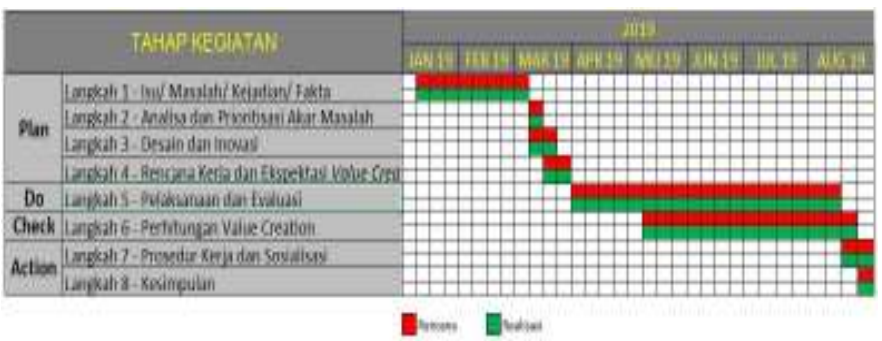 TAHAP KEGIATAN
2019
JAN 19 FEB 19 MAR 19 APR 19 MEI 19 JUN 19 JUL 19 AUG 19
Plan
Langkah 1 - Isu/ Masalah/ Kejadian/ Fakta
Langkah 2 - Analisa dan Prioritisasi Akar Masalah
Langkah 3 - Desain dan Inovasi
Langkah 4 - Rencana Kerja dan Ekspektasi Value Crea
Do
Langkah 5 - Pelaksanaan dan Evaluasi
Check
Langkah 6 - Perhitungan Value Creation
Action
Langkah 7 - Prosedur Kerja dan Sosialisasi
Langkah 8 - Kesimpulan
Rencana
Realisasi